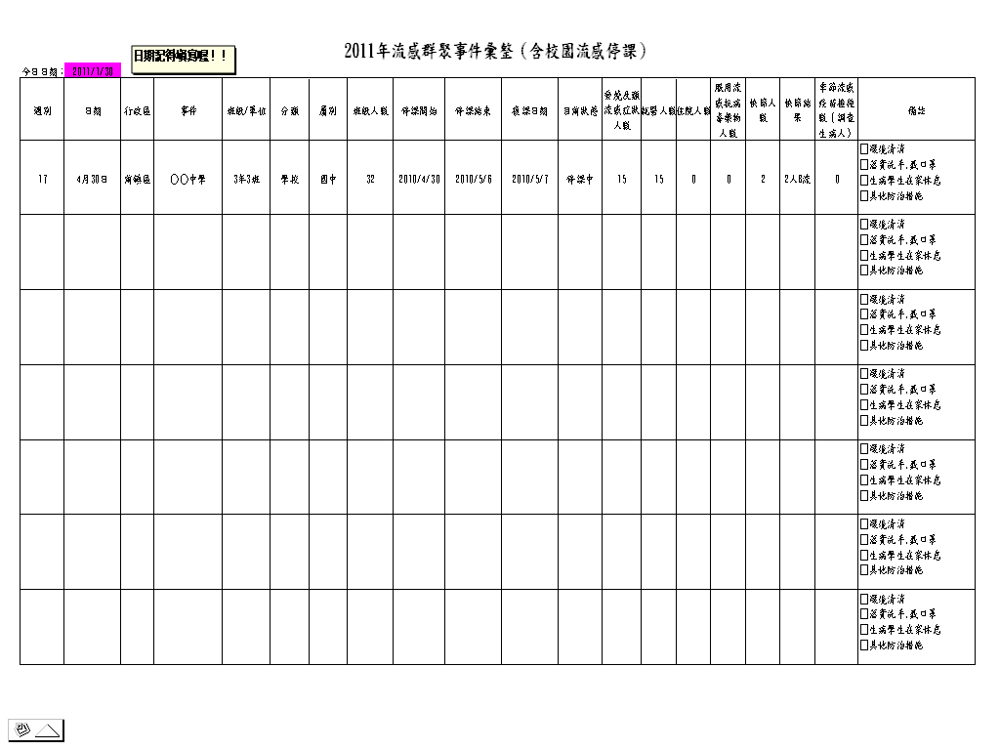 2011年流感群聚事件彙整（含校園流感停課）
日期記得填寫喔！！
今日日期： 2011/1/30
週別 日期 行政區 事件 班級/單位 分類 層別 班級人數 停課開始 停課結束 復課日期 目前狀態 發燒及類流感症狀人數 就醫人數 住院人數 服用流感抗病毒藥物人數 快篩人數 快篩結果 季節流感疫苗接種數（調查生病人） 備註
17 4月30日 前鎮區 〇〇中學 3年3班 學校 國中 32 2010/4/30 2010/5/6 2010/5/7 停課中 15 15 0 0 2 2人B流 0
□環境清消
□落實洗手,戴口罩
□生病學生在家休息
□其他防治措施
□環境清消
□落實洗手,戴口罩
□生病學生在家休息
□其他防治措施
□環境清消
□落實洗手,戴口罩
□生病學生在家休息
□其他防治措施
□環境清消
□落實洗手,戴口罩
□生病學生在家休息
□其他防治措施
□環境清消
□落實洗手,戴口罩
□生病學生在家休息
□其他防治措施
□環境清消
□落實洗手,戴口罩
□生病學生在家休息
□其他防治措施
□環境清消
□落實洗手,戴口罩
□生病學生在家休息
□其他防治措施